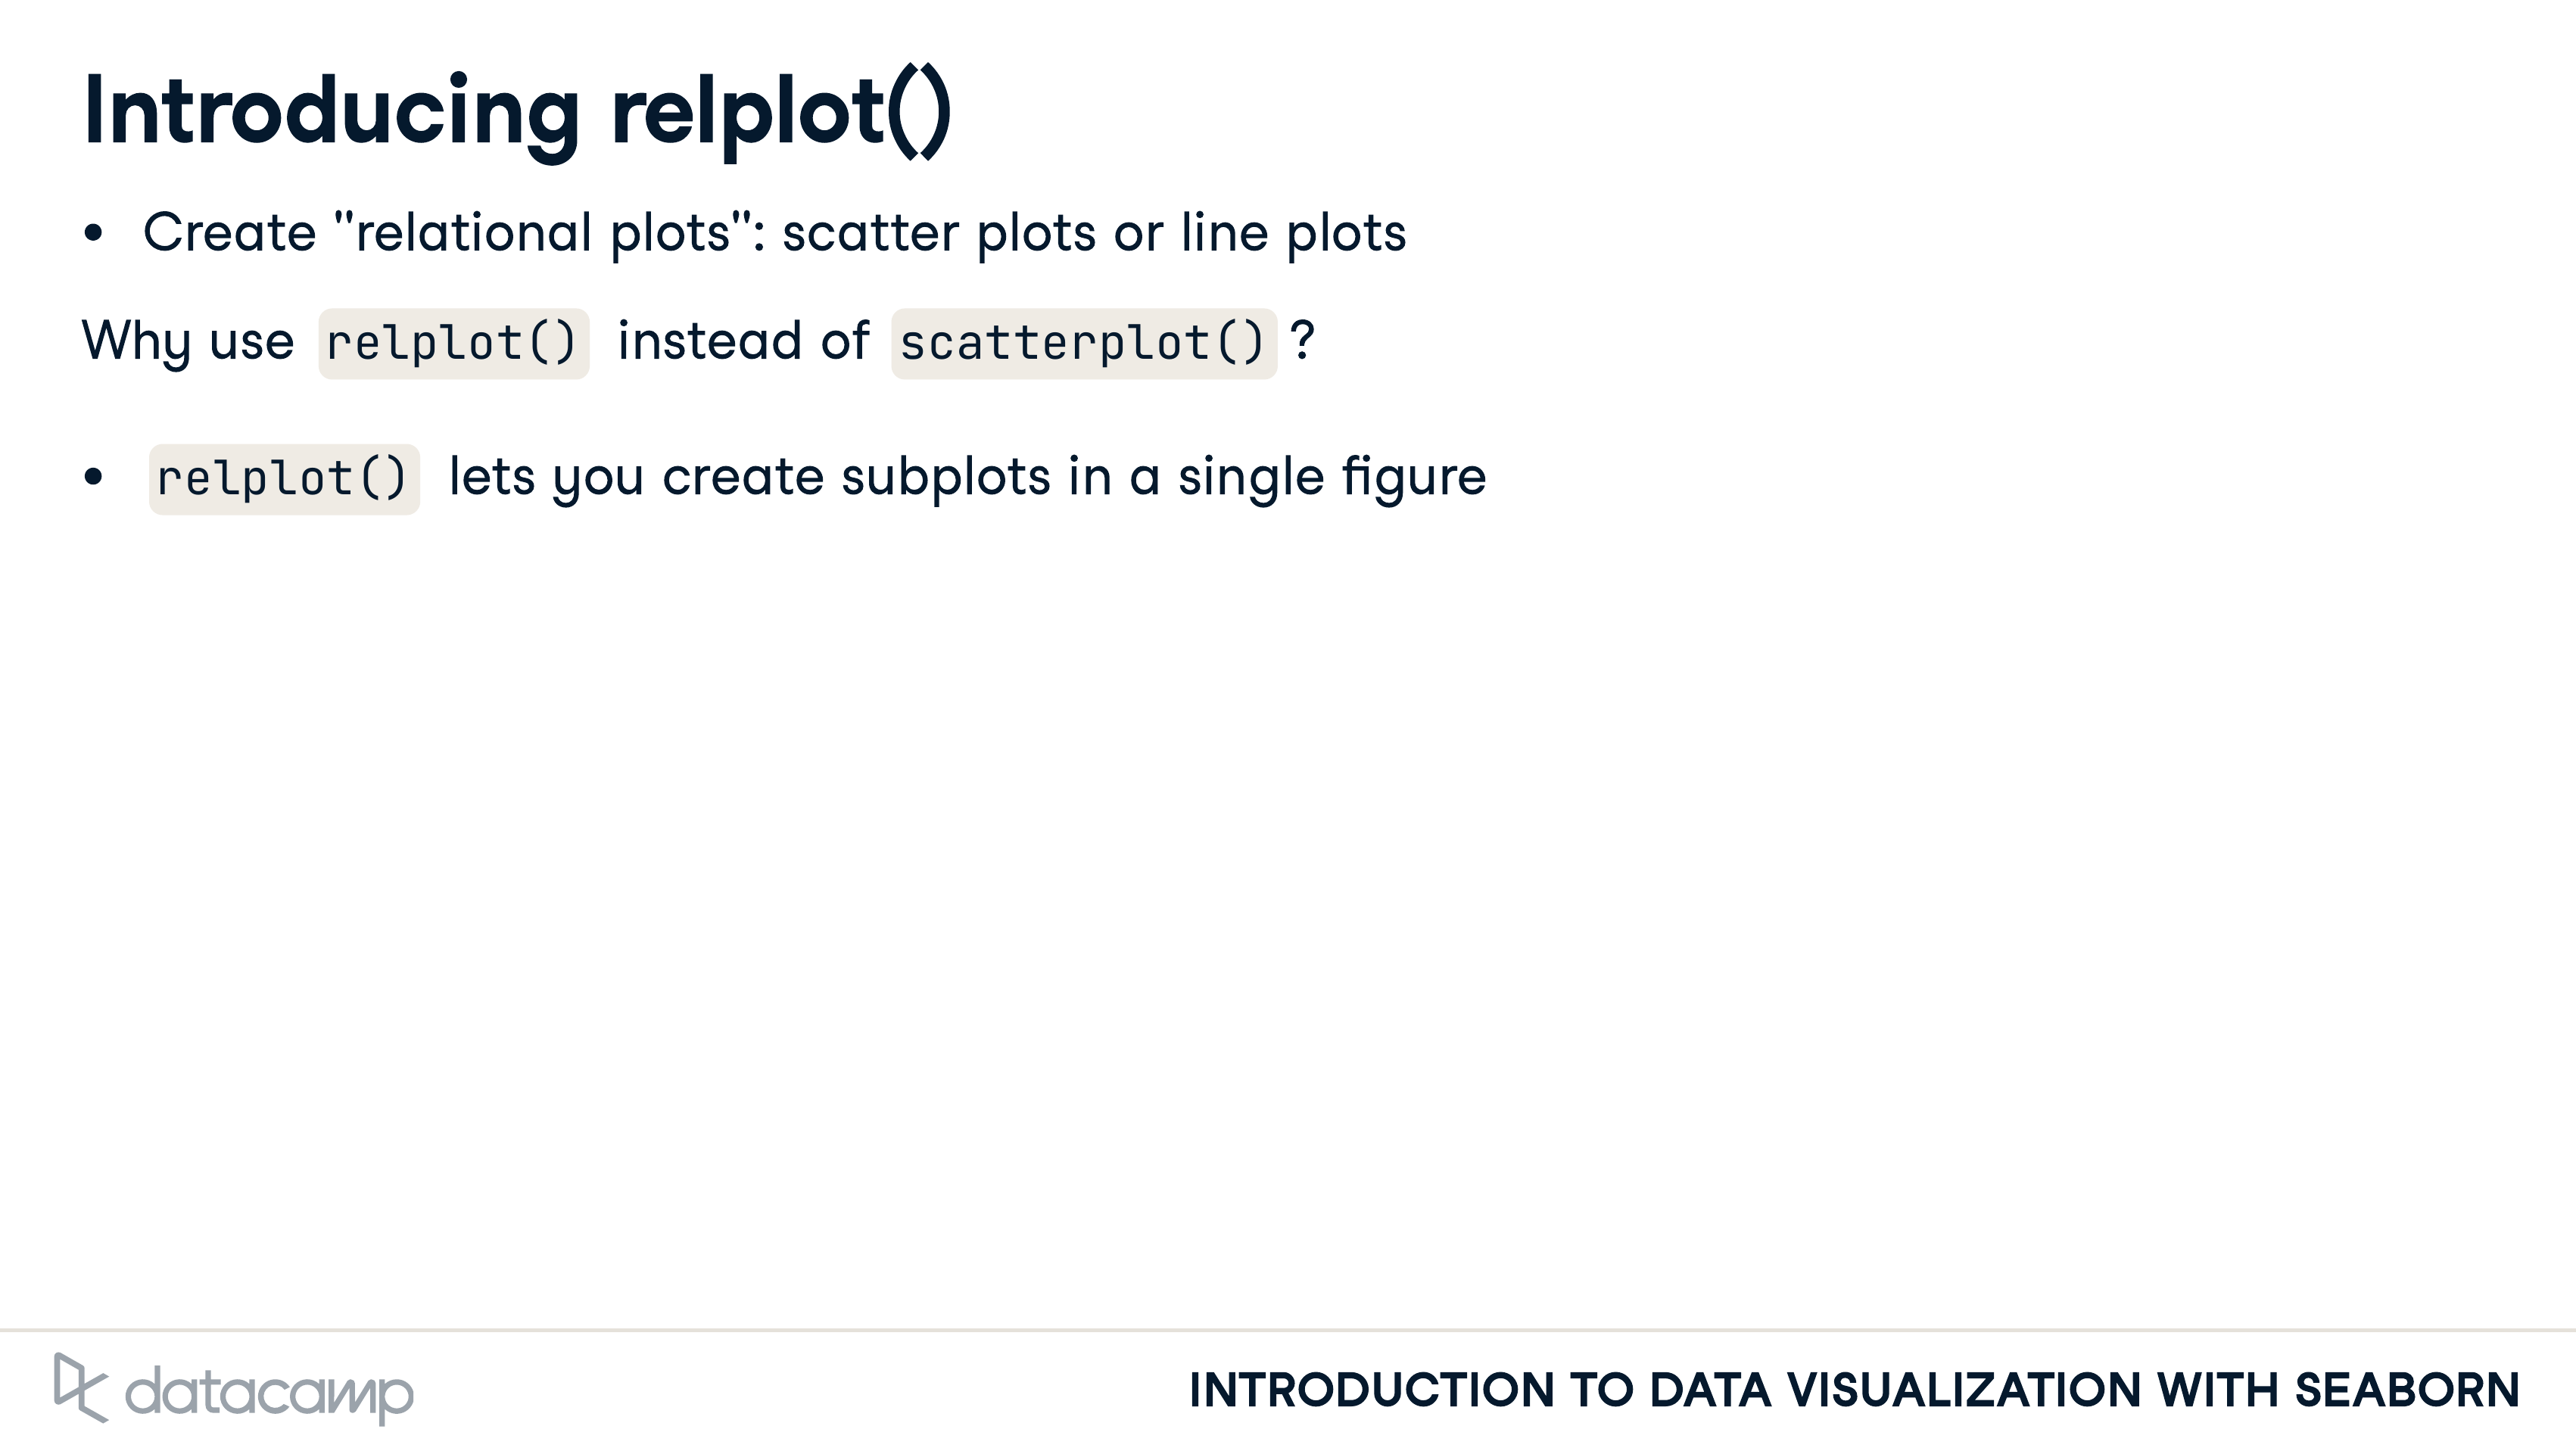 Introducing relplot()
• Create "relational plots": scatter plots or line plots
Why use relplot() instead of scatterplot()?
• relplot() lets you create subplots in a single figure
datacamp
INTRODUCTION TO DATA VISUALIZATION WITH SEABORN